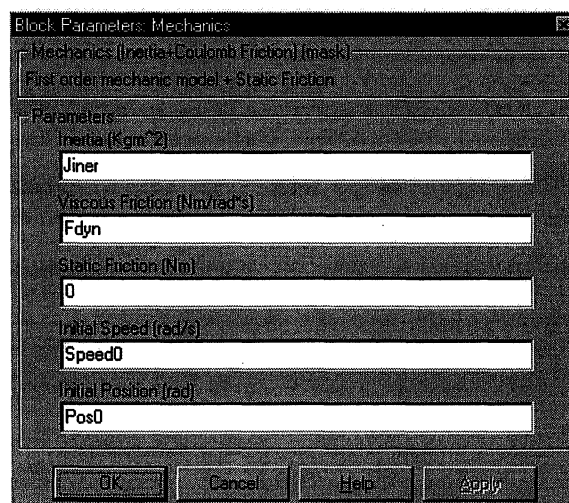 Block Parameters: Mechanics
Mechanics (Inertia+Coulomb Friction) (mask)
First order mechanic model + Static Friction
Parameters
Inertia (Kgm^2)
Jiner
Viscous Friction (Nm/rad*s)
Fdyn
Static Friction (Nm)
0
Initial Speed (rad/s)
Speed0
Initial Position (rad)
Pos0
OK Cancel Help Apply